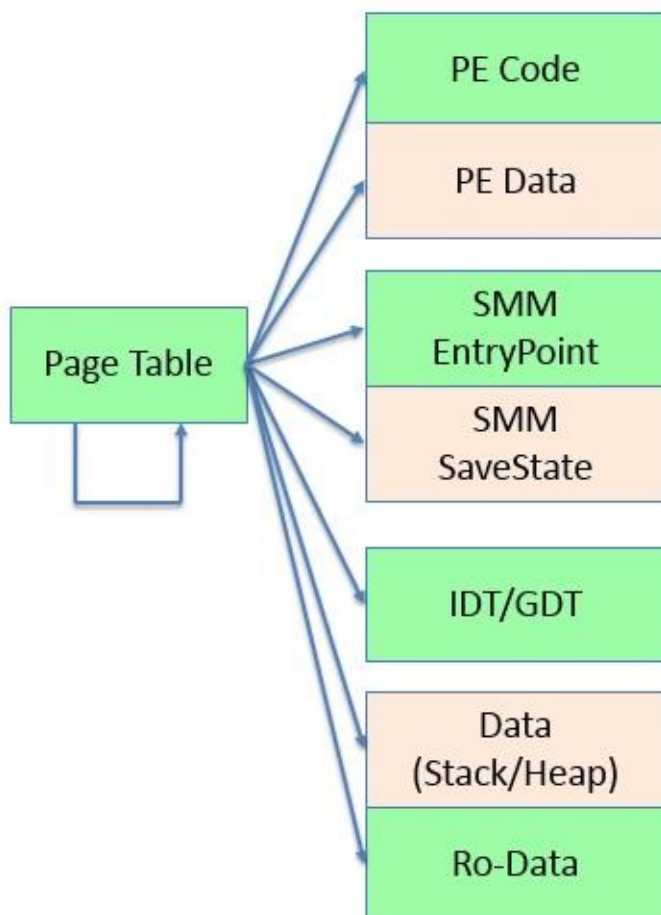 PE Code
PE Data
SMM
EntryPoint
Page Table
SMM
SaveState
IDT/GDT
Data
(Stack/Heap)
Ro-Data